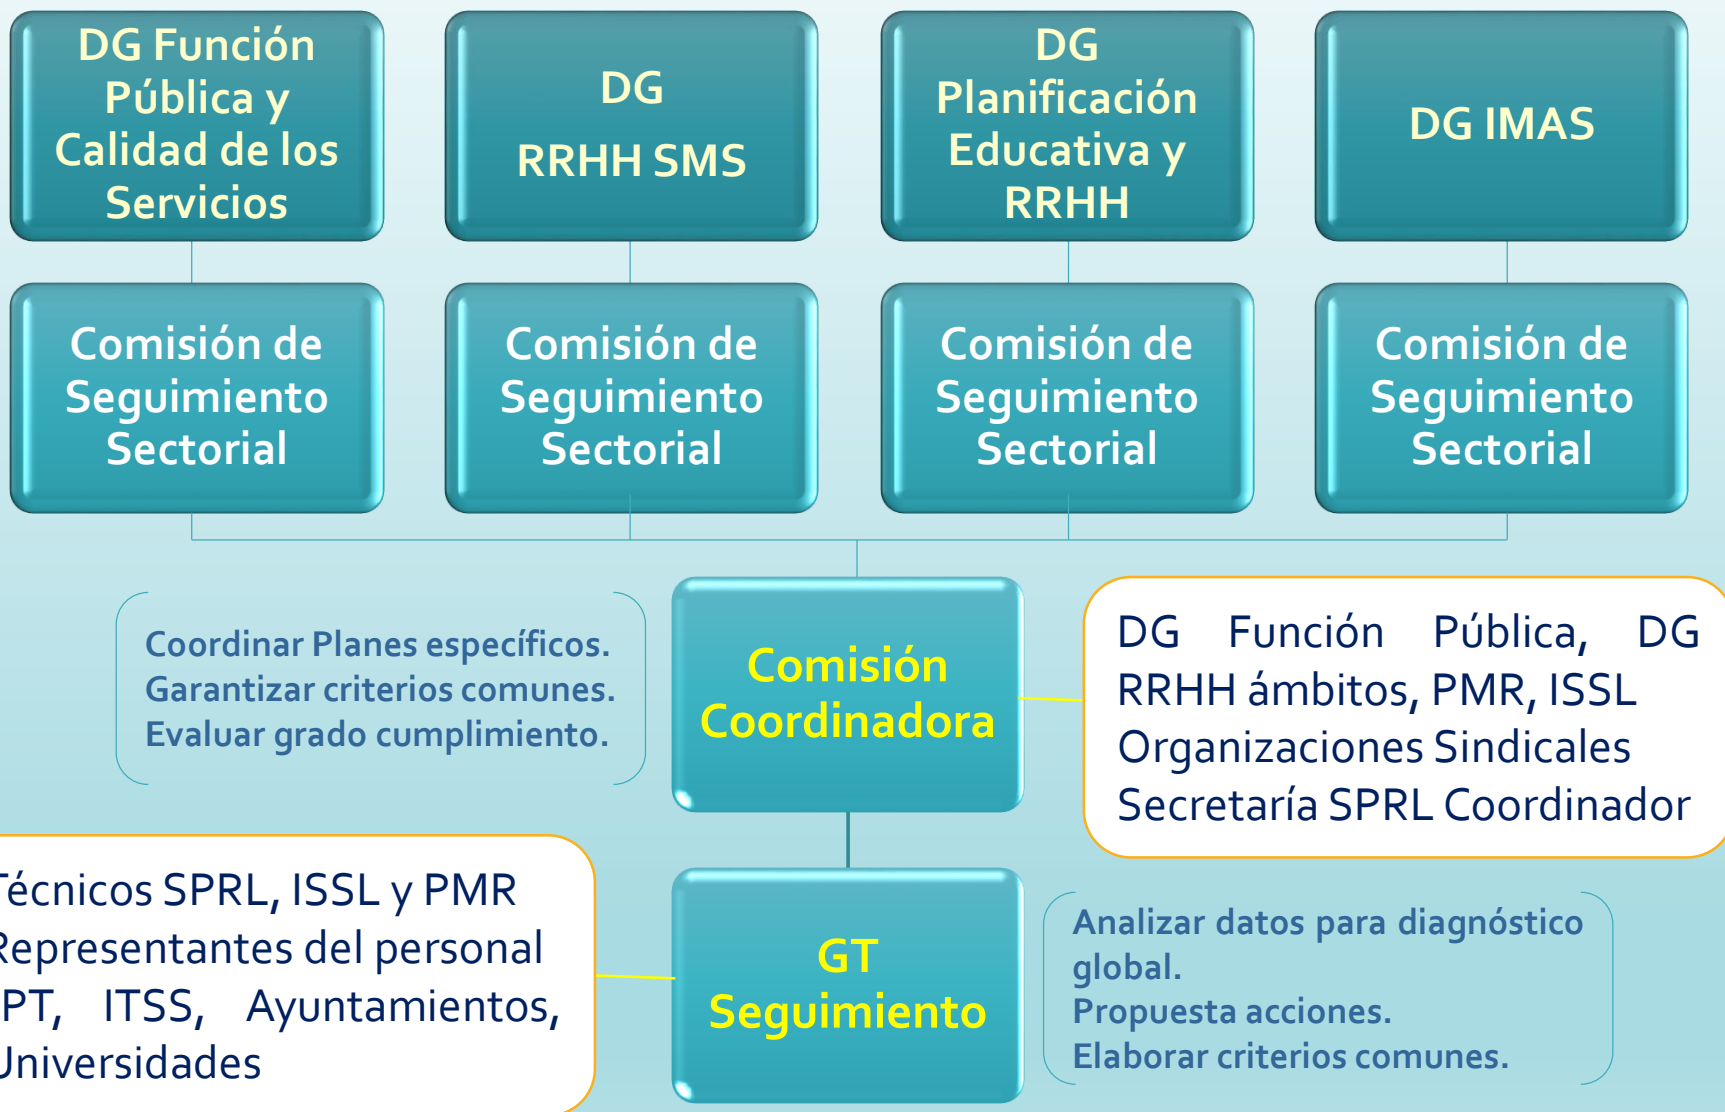 DG Función
Pública y
Calidad de los
Servicios
DG
RRHH SMS
DG
Planificación
Educativa y
RRHH
DG IMAS
Comisión de
Seguimiento
Sectorial
Comisión de
Seguimiento
Sectorial
Comisión de
Seguimiento
Sectorial
Comisión de
Seguimiento
Sectorial
Coordinar Planes específicos.
Garantizar criterios comunes.
Evaluar grado cumplimiento.
Comisión
Coordinadora
DG Función Pública, DG
RRHH ámbitos, PMR, ISSL
Organizaciones Sindicales
Secretaría SPRL Coordinador
Técnicos SPRL, ISSL y PMR
Representantes del personal
PT, ITSS, Ayuntamientos,
Universidades
GT
Seguimiento
Analizar datos para diagnóstico
global.
Propuesta acciones.
Elaborar criterios comunes.